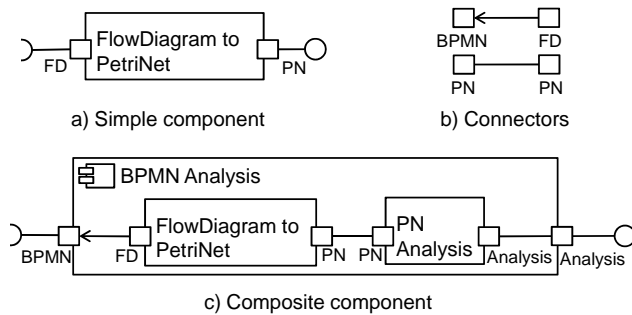 FlowDiagram to
PetriNet
FD
PN
a) Simple component
BPMN
FD
PN
PN
b) Connectors
BPMN Analysis
FlowDiagram to
PetriNet
PN
Analysis
BPMN
FD
PN
PN
Analysis
Analysis
c) Composite component